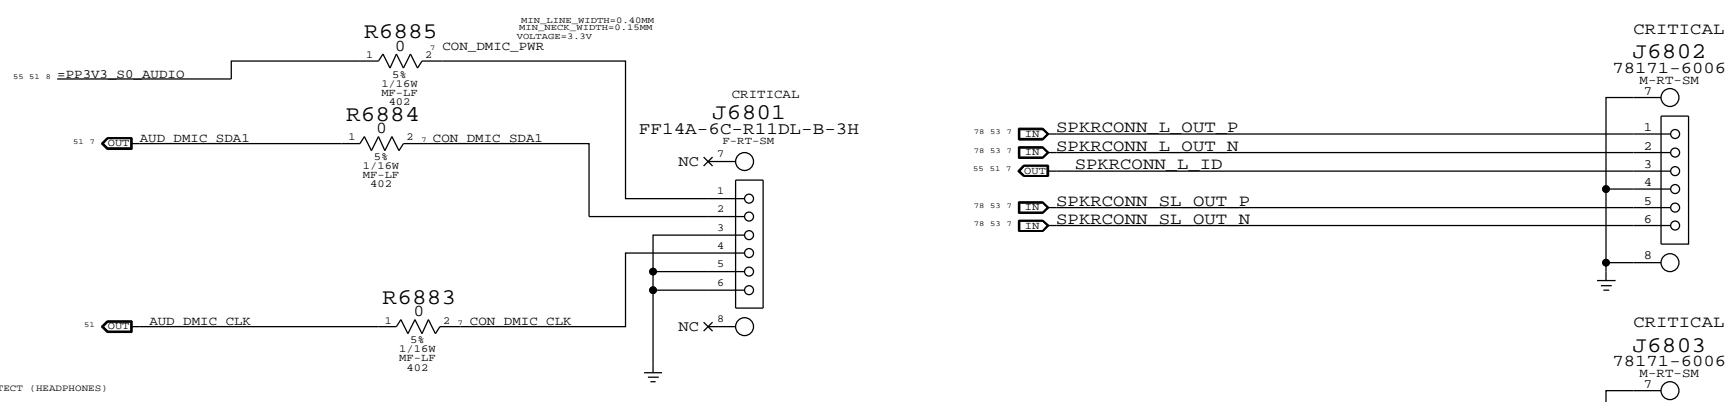 MIN_LINE_WIDTH=0.40MM
MIN_NECK_WIDTH=0.15MM
VOLTAGE=3.3V
R6885
0
1
2
7 CON_DMIC_PWR
5%
1/16W
MF-LF
402
55 51 8 =PP3V3_S0_AUDIO
R6884
0
51 7 OUT AUD_DMIC_SDA1
1
2
7 CON_DMIC_SDA1
5%
1/16W
MF-LF
402
CRITICAL
J6801
FF14A-6C-R11DL-B-3H
F-RT-SM
NC 7
1
2
3
4
5
6
NC 8
R6883
0
51 OUT AUD_DMIC_CLK
1
2
7 CON_DMIC_CLK
5%
1/16W
MF-LF
402
TECT (HEADPHONES)
CRITICAL
J6802
78171-6006
M-RT-SM
7
78 53 7 IN SPKRCONN_L_OUT_P 1
78 53 7 IN SPKRCONN_L_OUT_N 2
55 51 7 OUT SPKRCONN_L_ID 3
4
78 53 7 IN SPKRCONN_SL_OUT_P 5
78 53 7 IN SPKRCONN_SL_OUT_N 6
8
CRITICAL
J6803
78171-6006
M-RT-SM
7